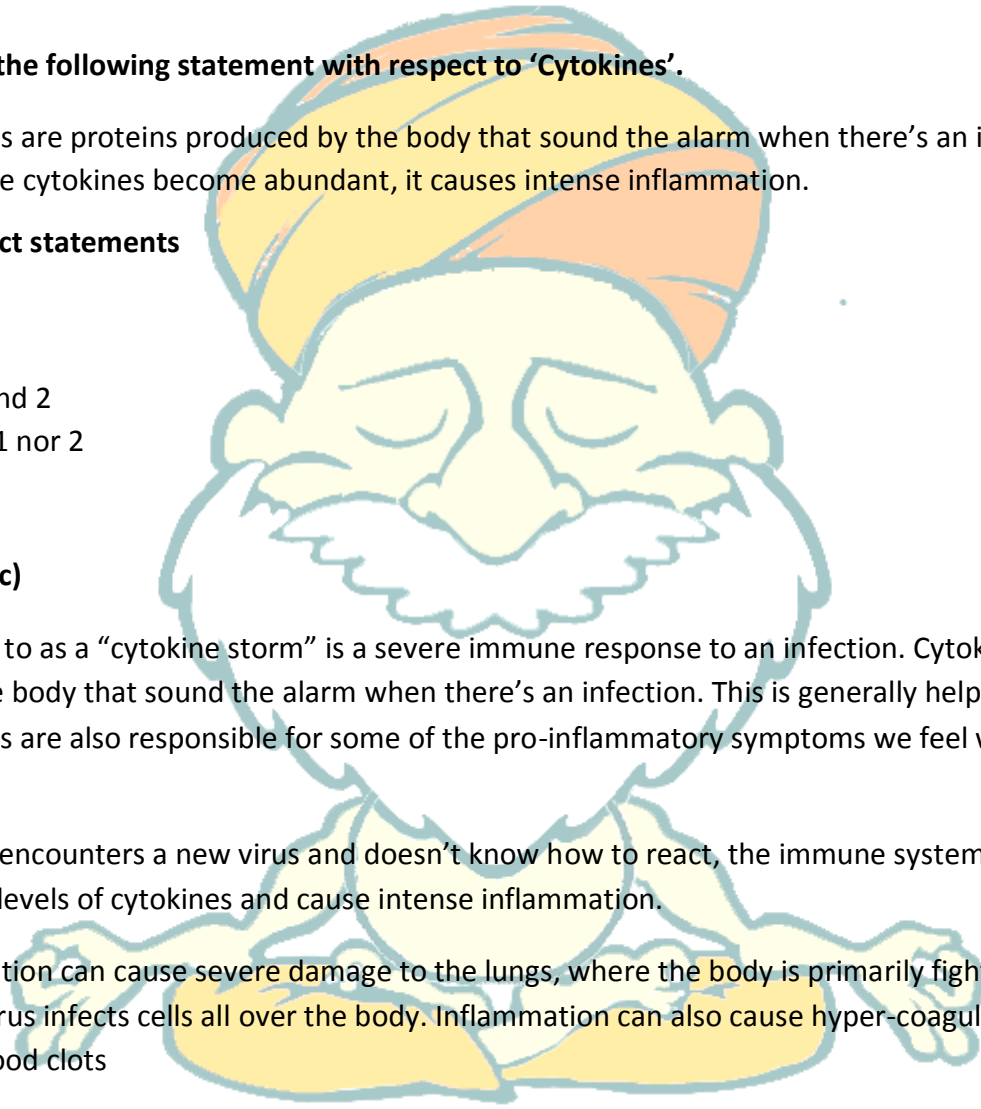 the following statement with respect to ‘Cytokines’.
s are proteins produced by the body that sound the alarm when there’s an i
e cytokines become abundant, it causes intense inflammation.
ct statements
nd 2
1 nor 2
c)
to as a “cytokine storm” is a severe immune response to an infection. Cytok
e body that sound the alarm when there’s an infection. This is generally help
s are also responsible for some of the pro-inflammatory symptoms we feel w
encounters a new virus and doesn’t know how to react, the immune system
levels of cytokines and cause intense inflammation.
tion can cause severe damage to the lungs, where the body is primarily fight
rus infects cells all over the body. Inflammation can also cause hyper-coagul
ood clots